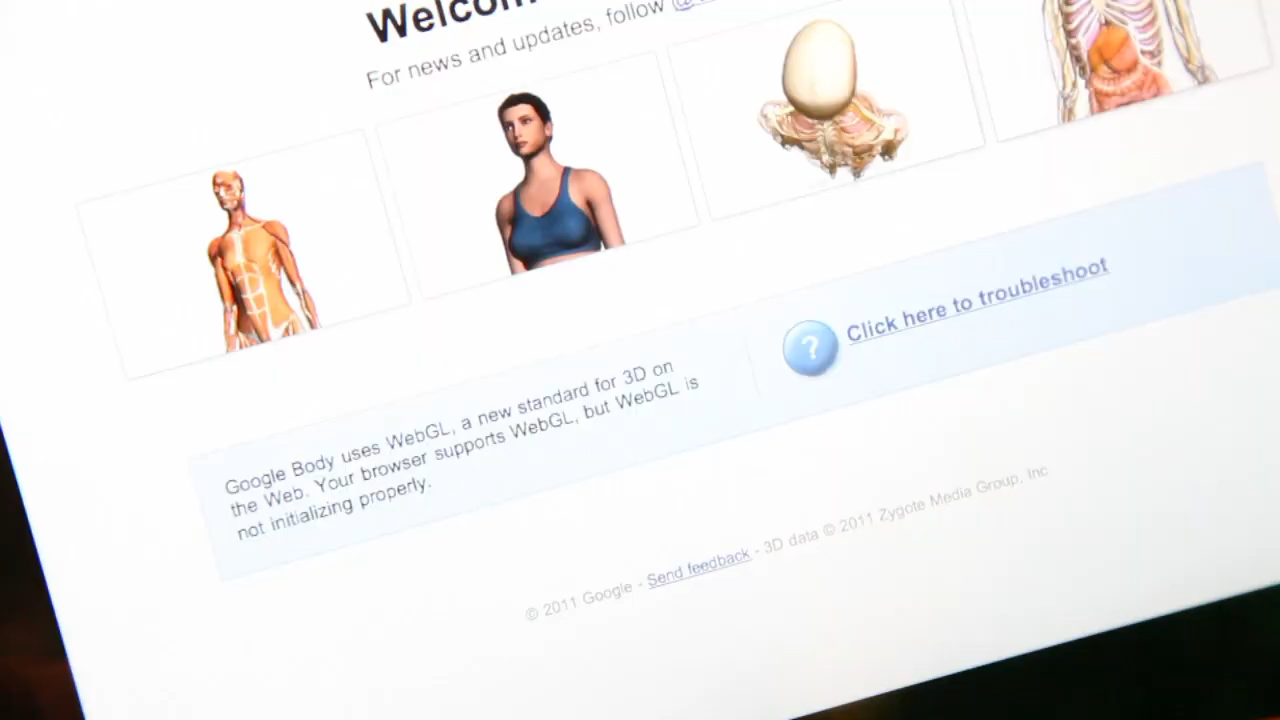 For news and updates, follow
Google Body uses WebGL, a new standard for 3D on
the Web. Your browser supports WebGL, but WebGL is
not initializing properly.
?
Click here to troubleshoot
© 2011 Google - Send feedback - 3D data © 2011 Zygote Media Group, Inc